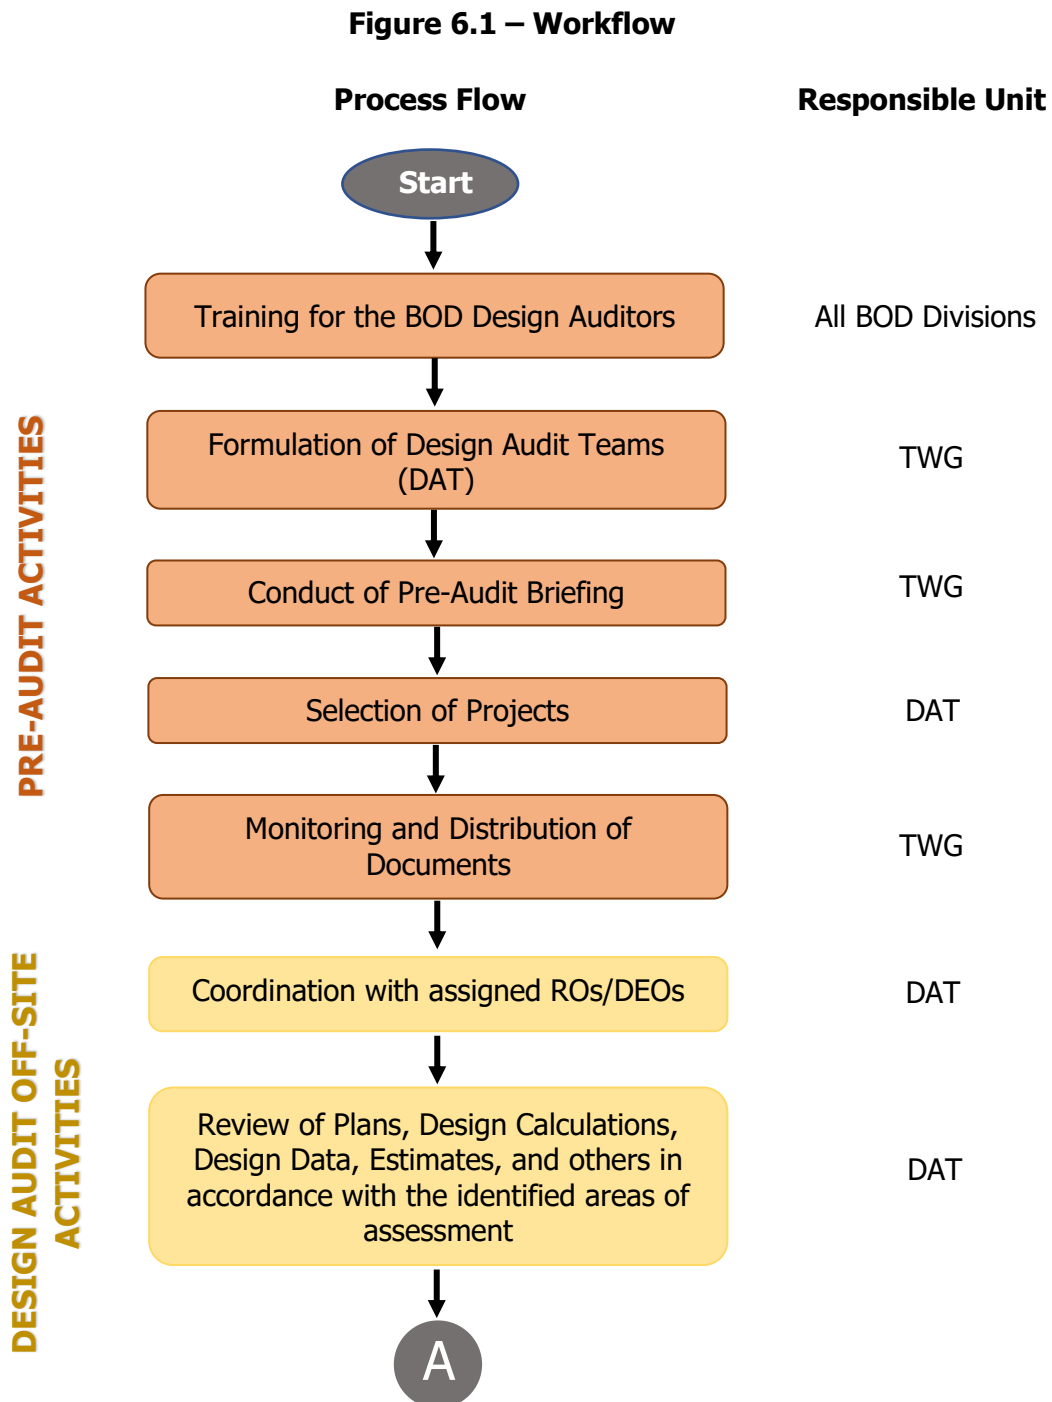 Figure 6.1 – Workflow
Process Flow
Responsible Unit
Start
Training for the BOD Design Auditors
All BOD Divisions
PRE-AUDIT ACTIVITIES
Formulation of Design Audit Teams
(DAT)
TWG
Conduct of Pre-Audit Briefing
TWG
Selection of Projects
DAT
Monitoring and Distribution of
Documents
TWG
DESIGN AUDIT OFF-SITE
ACTIVITIES
Coordination with assigned ROs/DEOs
DAT
Review of Plans, Design Calculations,
Design Data, Estimates, and others in
accordance with the identified areas of
assessment
DAT
A